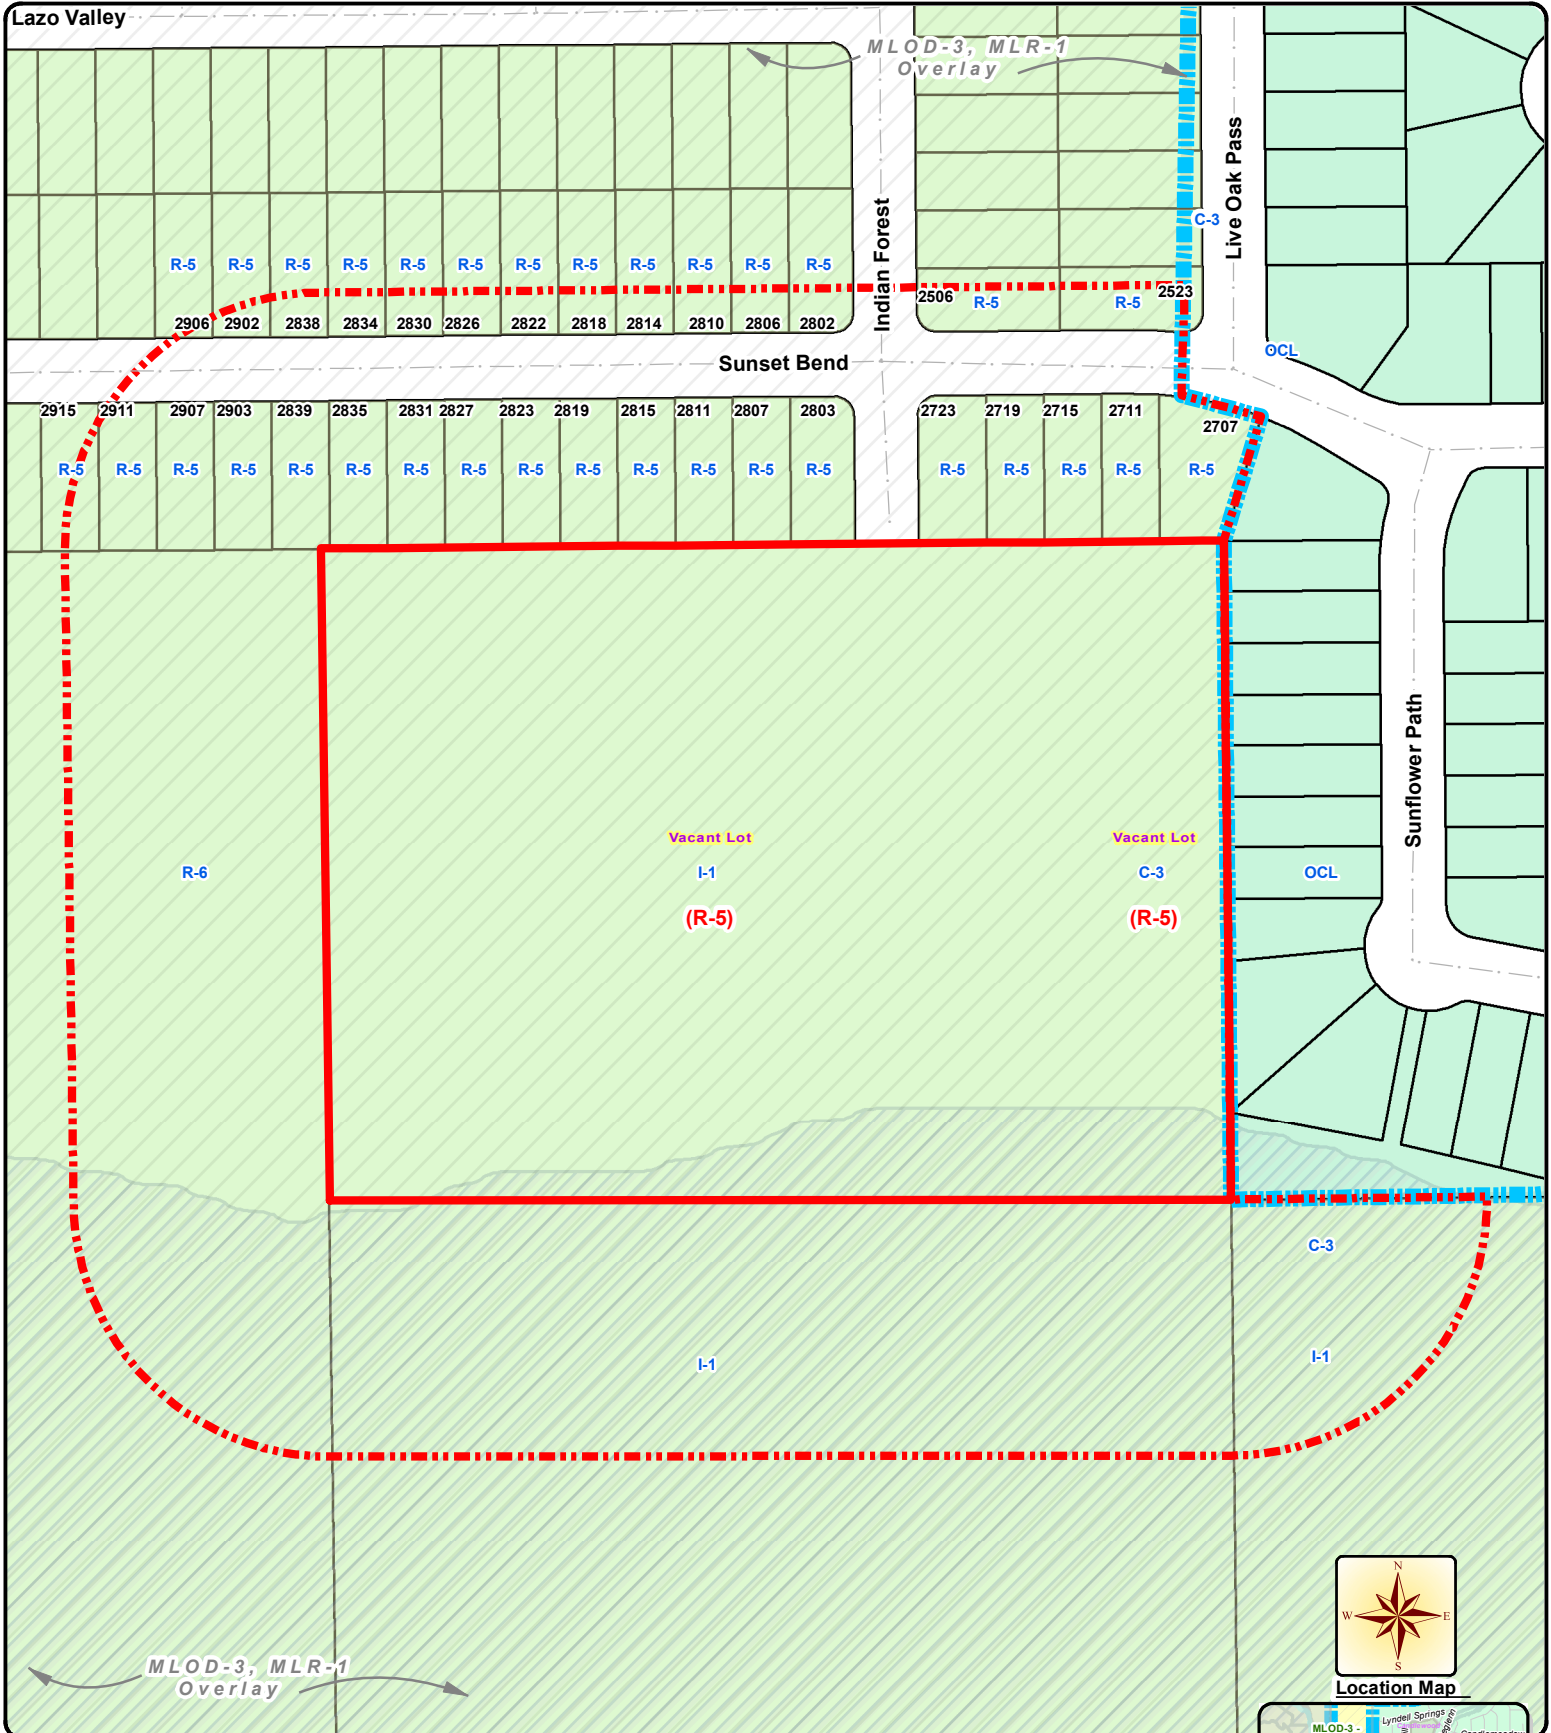 Lazo Valley
MLOD-3, MLR-1
Overlay
Live Oak Pass
C-3
Indian Forest
R-5 R-5 R-5 R-5 R-5 R-5 R-5 R-5 R-5 R-5 R-5 R-5
2506 R-5 R-5 2523
2906 2902 2838 2834 2830 2826 2822 2818 2814 2810 2806 2802
Sunset Bend
OCL
2915 2911 2907 2903 2839 2835 2831 2827 2823 2819 2815 2811 2807 2803 2723 2719 2715 2711
2707
R-5 R-5 R-5 R-5 R-5 R-5 R-5 R-5 R-5 R-5 R-5 R-5 R-5 R-5 R-5 R-5 R-5 R-5 R-5
Sunflower Path
Vacant Lot Vacant Lot
R-6 I-1 C-3 OCL
(R-5) (R-5)
C-3
I-1 I-1
N
W E
S
MLOD-3, MLR-1
Overlay
Location Map
Lyndell Springs
MLOD-3 -